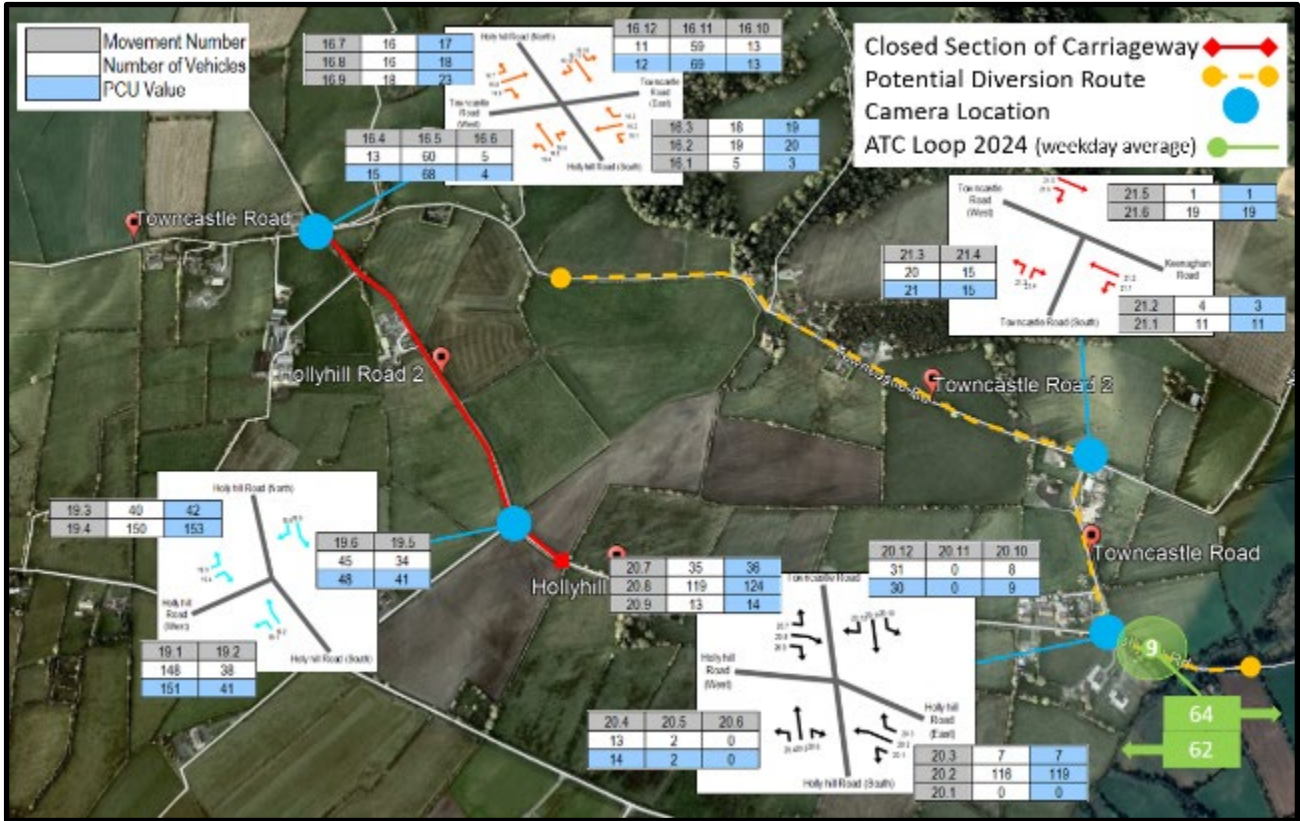 Movement Number
Number of Vehicles
PCU Value
Closed Section of Carriageway
Potential Diversion Route
Camera Location
ATC Loop 2024 (weekday average)
16.7 16 17
16.8 16 18
16.9 18 23
Holly hill Road (North)
Towncastle Road (East)
Towncastle Road (West)
Holly hill Road (South)
16.12 16.11 16.10
11 59 13
12 69 13
16.4 16.5 16.6
13 60 5
15 68 4
16.3 18 19
16.2 19 20
16.1 5 3
Towncastle Road (West)
Keenaghan Road
Towncastle Road (South)
21.5 1 1
21.6 19 19
21.3 21.4
20 15
21 15
21.2 4 3
21.1 11 11
Towncastle Road
Hollyhill Road 2
Towncastle Rd
Towncastle Road 2
Towncastle Road
Hollyhill
19.3 40 42
19.4 150 153
Holly hill Road (North)
Holly hill Road (West)
Holly hill Road (South)
19.6 19.5
45 34
48 41
19.1 19.2
148 38
151 41
20.7 35 36
20.8 119 124
20.9 13 14
Towncastle Road
Holly hill Road (West)
Holly hill Road (East)
Holly hill Road (South)
20.12 20.11 20.10
31 0 8
30 0 9
20.4 20.5 20.6
13 2 0
14 2 0
20.3 7 7
20.2 116 119
20.1 0 0
9
64
62